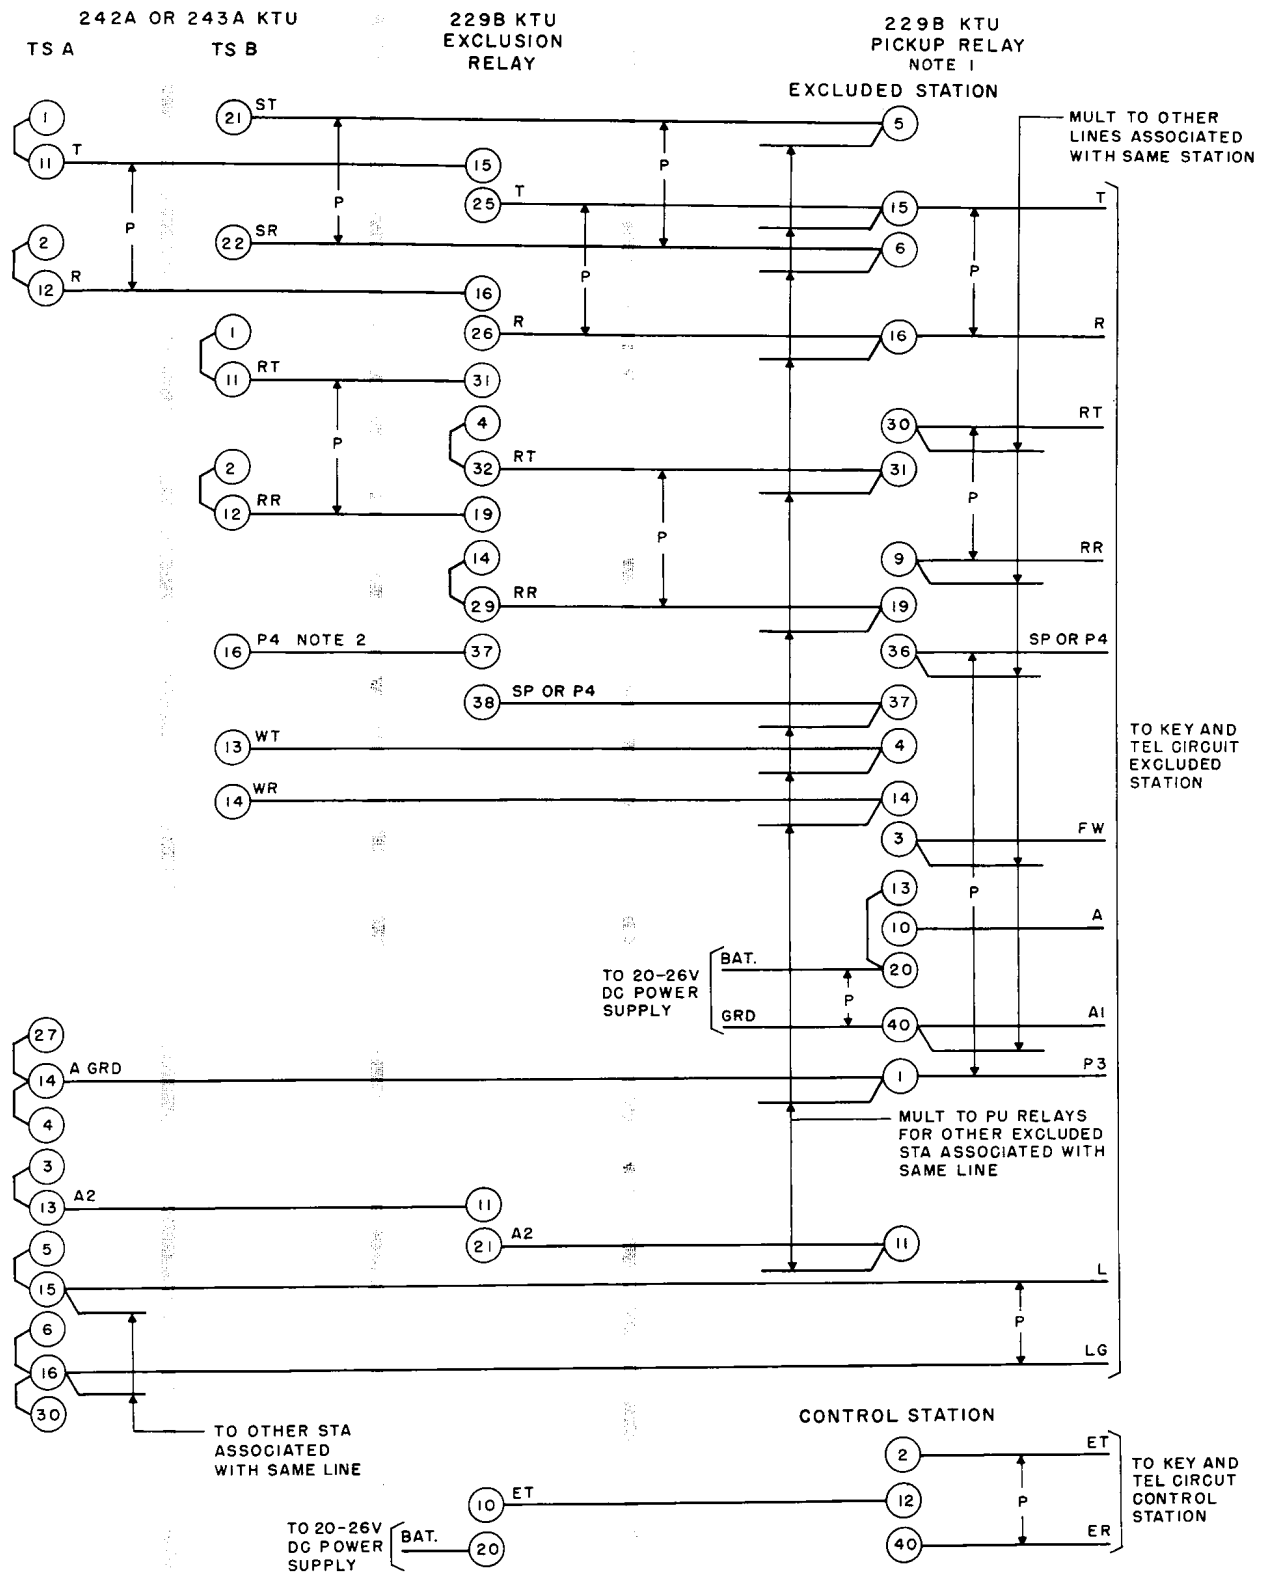 242A OR 243A KTU
TS A
TS B
229B KTU
EXCLUSION
RELAY
229B KTU
PICKUP RELAY
NOTE 1
EXCLUDED STATION
MULT TO OTHER
LINES ASSOCIATED
WITH SAME STATION
1
21 ST
5
11 T
15
P
P
P
25 T
15
T
2
22 SR
6
P
P
P
12 R
16
1
26 R
16
R
11 RT
31
4
30
RT
P
2
32 RT
31
P
12 RR
19
P
14
9
RR
29 RR
19
16 P4 NOTE 2
37
36
SP OR P4
38 SP OR P4
37
13 WT
4
TO KEY AND
TEL CIRCUIT
EXCLUDED
STATION
14 WR
14
3
FW
13
P
10
A
TO 20-26V
DC POWER
SUPPLY
BAT.
20
P
GRD
40
A1
27
14 A GRD
1
P3
4
MULT TO PU RELAYS
FOR OTHER EXCLUDED
STA ASSOCIATED WITH
SAME LINE
3
13 A2
11
5
21 A2
11
15
L
6
P
16
LG
30
TO OTHER STA
ASSOCIATED
WITH SAME LINE
CONTROL STATION
2
ET
10 ET
12
P
TO KEY AND
TEL CIRCUT
CONTROL
STATION
TO 20-26V
DC POWER
SUPPLY
BAT.
20
40
ER